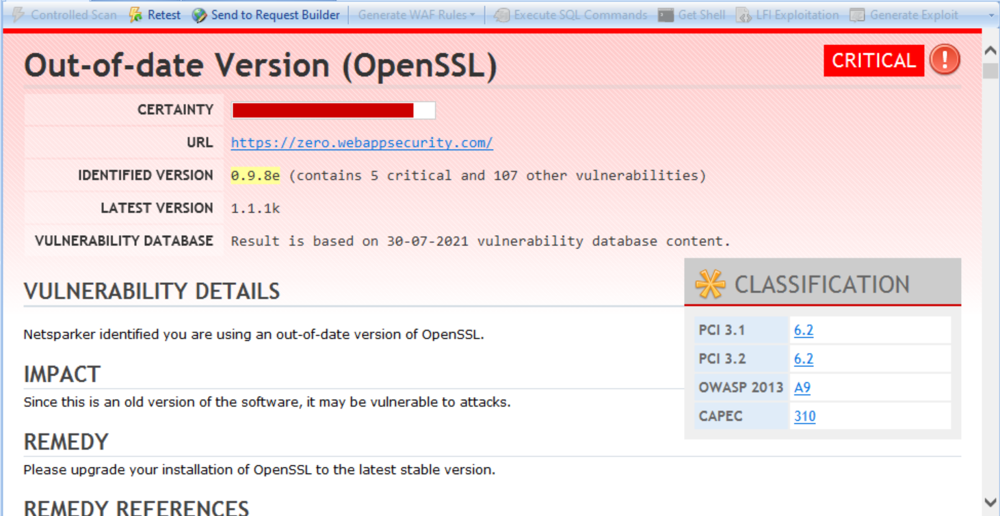 Controlled Scan Retest Send to Request Builder Generate WAF Rules Execute SQL Commands Get Shell LFI Exploitation Generate Exploit
Out-of-date Version (OpenSSL)
CRITICAL
CERTAINTY
URL https://zero.webappsecurity.com/
IDENTIFIED VERSION 0.9.8e (contains 5 critical and 107 other vulnerabilities)
LATEST VERSION 1.1.1k
VULNERABILITY DATABASE Result is based on 30-07-2021 vulnerability database content.
VULNERABILITY DETAILS
Netsparker identified you are using an out-of-date version of OpenSSL.
IMPACT
Since this is an old version of the software, it may be vulnerable to attacks.
REMEDY
Please upgrade your installation of OpenSSL to the latest stable version.
REMEDY REFERENCES
CLASSIFICATION
PCI 3.1 6.2
PCI 3.2 6.2
OWASP 2013 A9
CAPEC 310